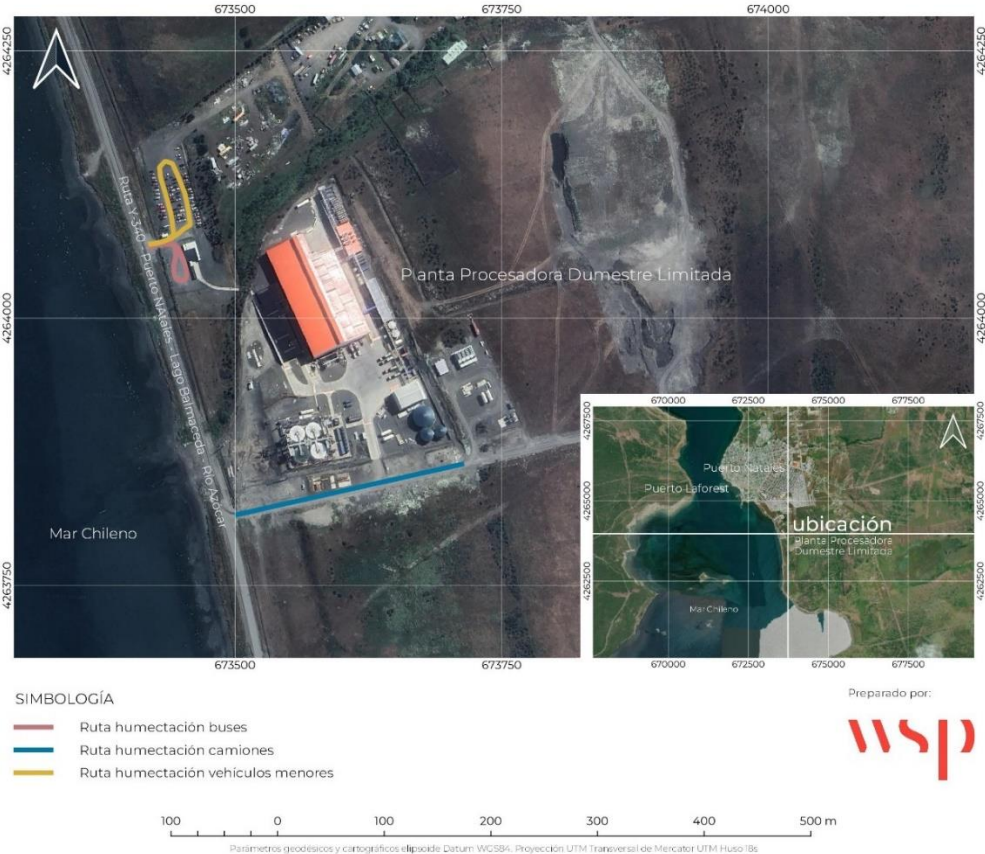 673500
673750
674000
4264250
4264250
Ruta Y-340 - Puerto NAtales - Lago Balmaceda - Río Azócar
Planta Procesadora Dumestre Limitada
4264000
4264000
Mar Chileno
4263750
673500
673750
670000
672500
675000
677500
4267500
4267500
Puerto Natales
Puerto Laforest
4265000
4265000
ubicación
Planta Procesadora
Dumestre Limitada
4262500
4262500
Mar Chileno
670000
672500
675000
677500
SIMBOLOGÍA
Ruta humectación buses
Ruta humectación camiones
Ruta humectación vehículos menores
Preparado por:
wsp
100
0
100
200
300
400
500 m
Parámetros geodésicos y cartográficos elipsoide Datum WGS84. Proyección UTM Transversal de Mercator UTM Huso 18s